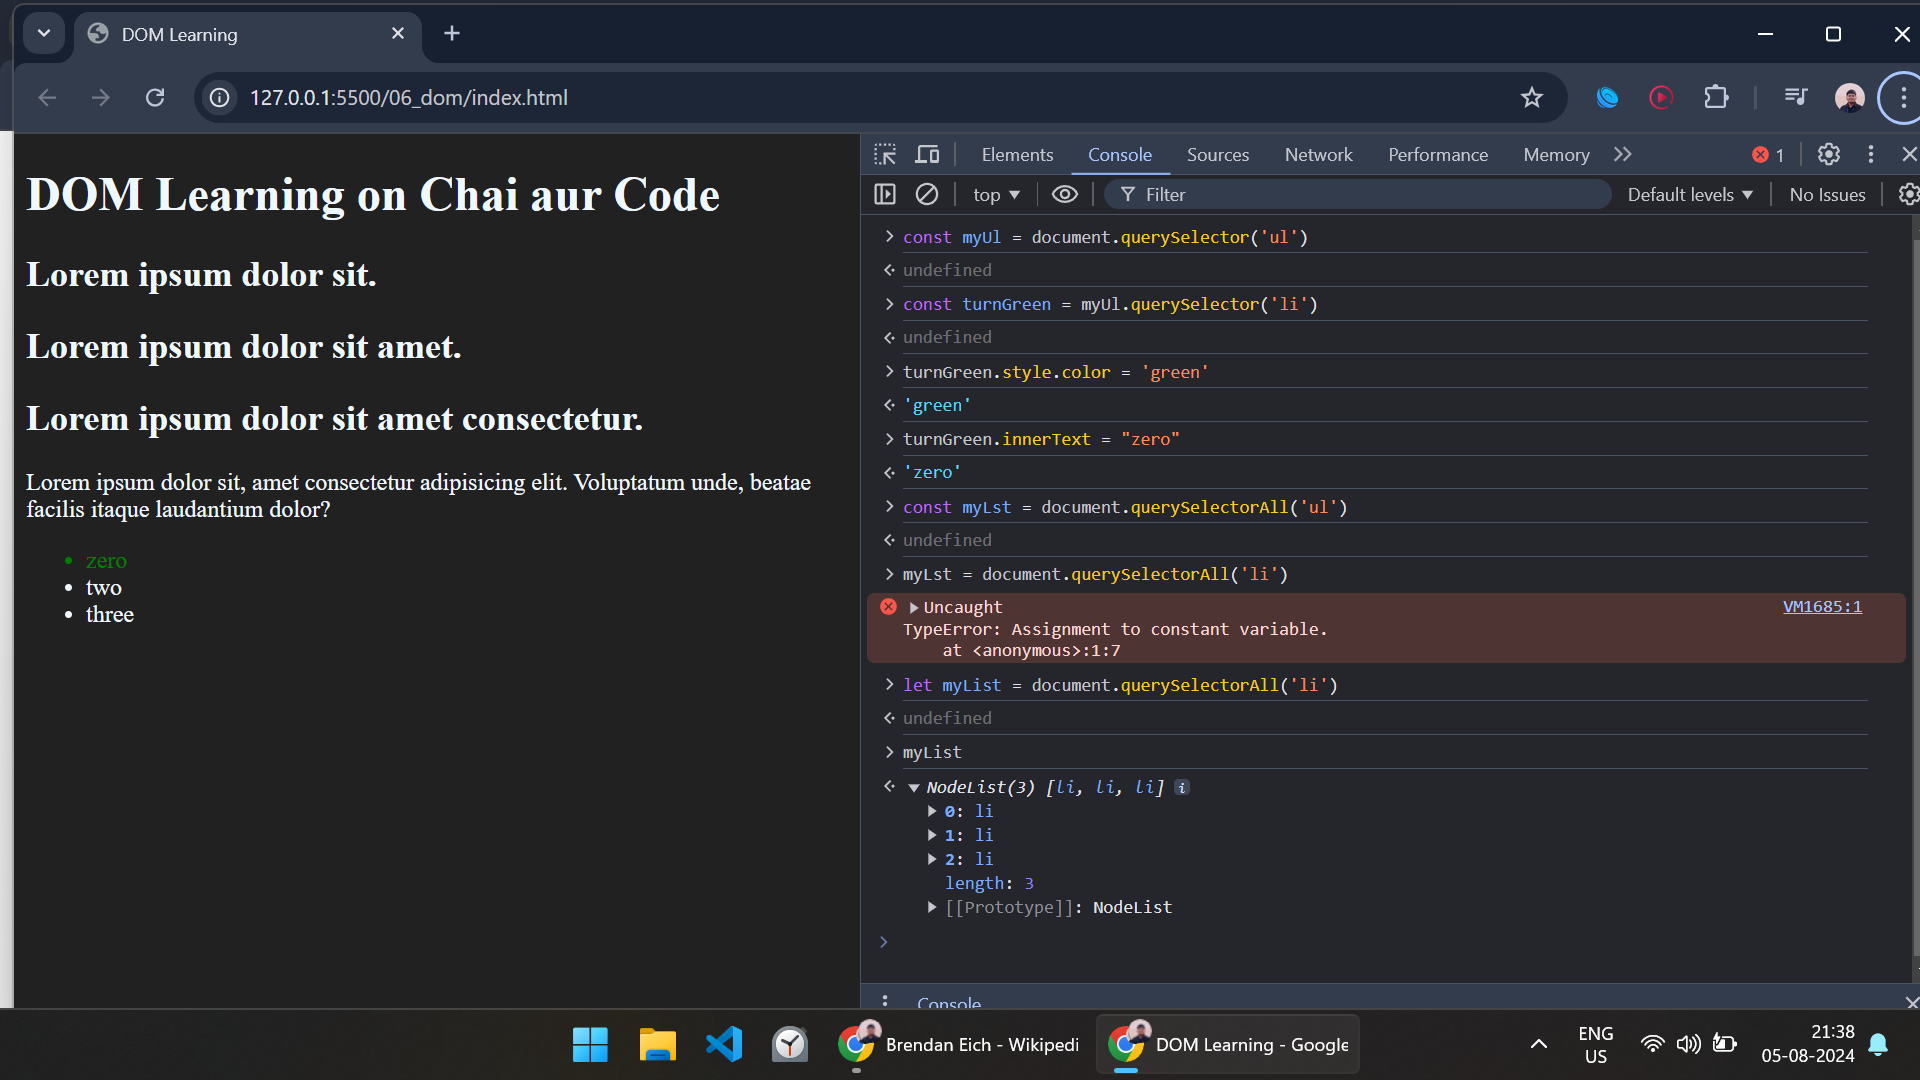 DOM Learning
127.0.0.1:5500/06_dom/index.html
DOM Learning on Chai aur Code
Lorem ipsum dolor sit.
Lorem ipsum dolor sit amet.
Lorem ipsum dolor sit amet consectetur.
Lorem ipsum dolor sit, amet consectetur adipisicing elit. Voluptatum unde, beatae
facilis itaque laudantium dolor?
• zero
• two
• three
Elements Console Sources Network Performance Memory 1
top Filter Default levels No Issues
const myUl = document.querySelector('ul')
undefined
const turnGreen = myUl.querySelector('li')
undefined
turnGreen.style.color = 'green'
'green'
turnGreen.innerText = "zero"
'zero'
const myLst = document.querySelectorAll('ul')
undefined
myLst = document.querySelectorAll('li')
Uncaught VM1685:1
TypeError: Assignment to constant variable.
at <anonymous>:1:7
let myList = document.querySelectorAll('li')
undefined
myList
NodeList(3) [li, li, li] i
0: li
1: li
2: li
length: 3
[[Prototype]]: NodeList
Console
Brendan Eich - Wikipedi
DOM Learning - Google
ENG
US
21:38
05-08-2024